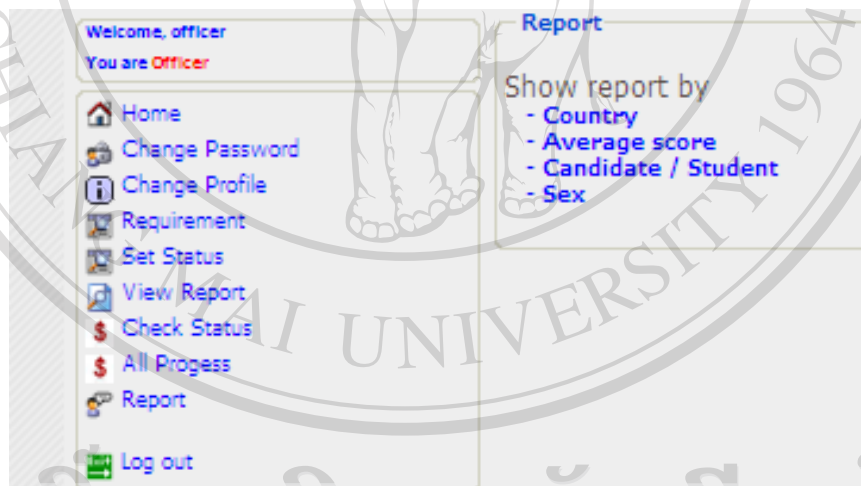 Welcome, officer
You are Officer
Home
Change Password
Change Profile
Requirement
Set Status
View Report
Check Status
All Progess
Report
Log out
Report
Show report by
- Country
- Average score
- Candidate / Student
- Sex
MAI UNIVERSITY 1964